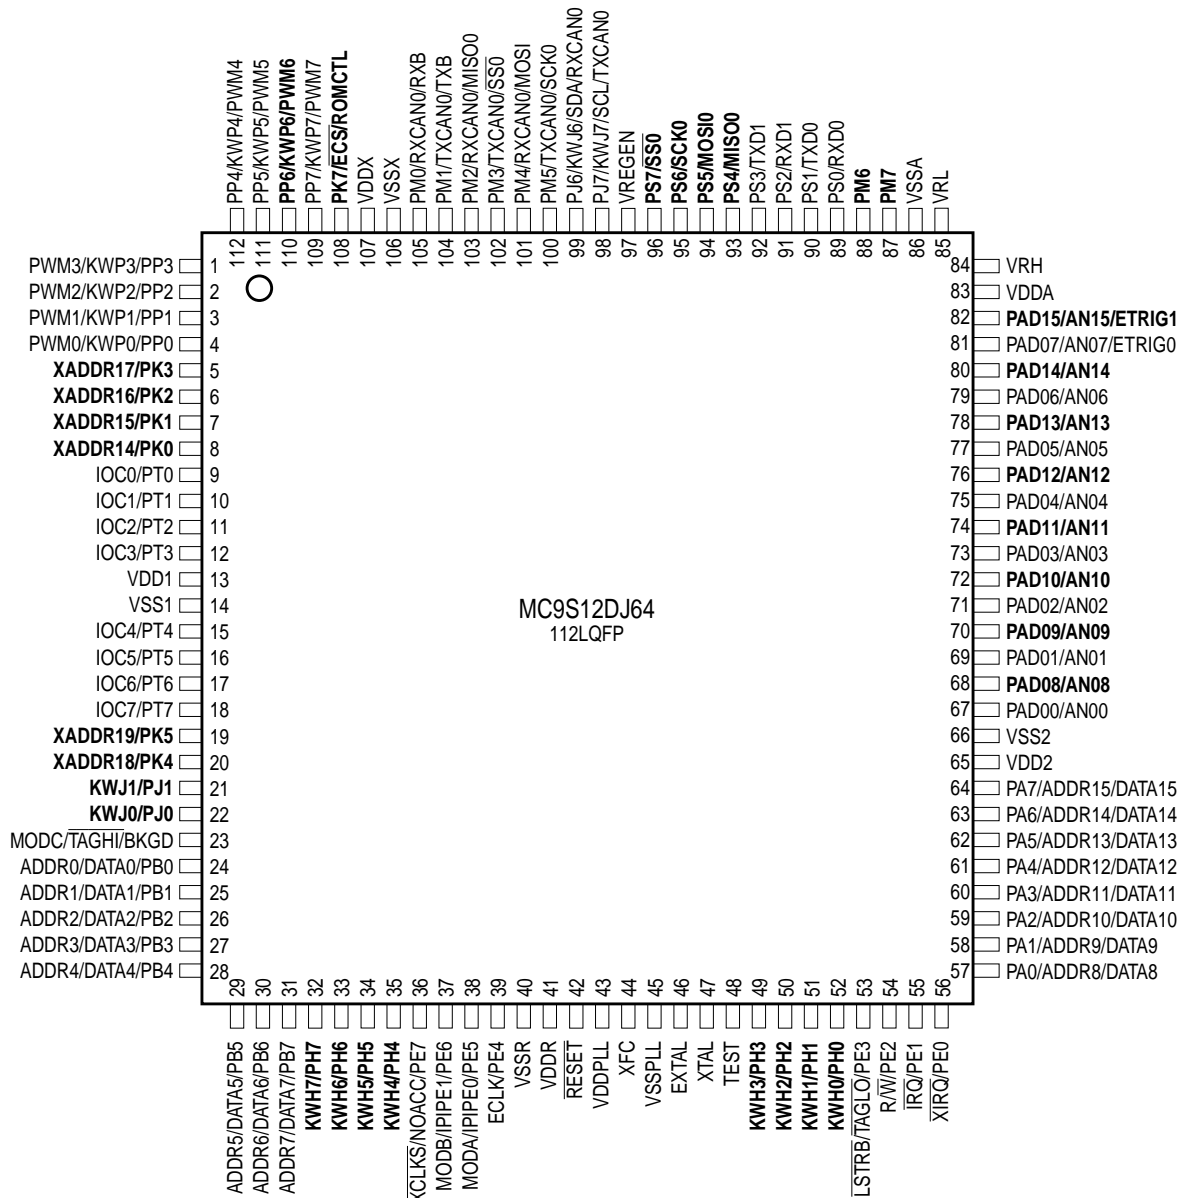 PP4/KWP4/PWM4
PP5/KWP5/PWM5
PP6/KWP6/PWM6
PP7/KWP7/PWM7
PK7/ECS/ROMCTL
VDDX
VSSX
PM0/RXCAN0/RXB
PM1/TXCAN0/TXB
PM2/RXCAN0/MISO0
PM3/TXCAN0/SS0
PM4/RXCAN0/MOSI
PM5/TXCAN0/SCK0
PJ6/KWJ6/SDA/RXCAN0
PJ7/KWJ7/SCL/TXCAN0
VREGEN
PS7/SS0
PS6/SCK0
PS5/MOSI0
PS4/MISO0
PS3/TXD1
PS2/RXD1
PS1/TXD0
PS0/RXD0
PM6
PM7
VSSA
VRL
112
111
110
109
108
107
106
105
104
103
102
101
100
99
98
97
96
95
94
93
92
91
90
89
88
87
86
85
PWM3/KWP3/PP3 1
PWM2/KWP2/PP2 2
PWM1/KWP1/PP1 3
PWM0/KWP0/PP0 4
XADDR17/PK3 5
XADDR16/PK2 6
XADDR15/PK1 7
XADDR14/PK0 8
IOC0/PT0 9
IOC1/PT1 10
IOC2/PT2 11
IOC3/PT3 12
VDD1 13
VSS1 14
IOC4/PT4 15
IOC5/PT5 16
IOC6/PT6 17
IOC7/PT7 18
XADDR19/PK5 19
XADDR18/PK4 20
KWJ1/PJ1 21
KWJ0/PJ0 22
MODC/TAGHI/BKGD 23
ADDR0/DATA0/PB0 24
ADDR1/DATA1/PB1 25
ADDR2/DATA2/PB2 26
ADDR3/DATA3/PB3 27
ADDR4/DATA4/PB4 28
MC9S12DJ64
112LQFP
84 VRH
83 VDDA
82 PAD15/AN15/ETRIG1
81 PAD07/AN07/ETRIG0
80 PAD14/AN14
79 PAD06/AN06
78 PAD13/AN13
77 PAD05/AN05
76 PAD12/AN12
75 PAD04/AN04
74 PAD11/AN11
73 PAD03/AN03
72 PAD10/AN10
71 PAD02/AN02
70 PAD09/AN09
69 PAD01/AN01
68 PAD08/AN08
67 PAD00/AN00
66 VSS2
65 VDD2
64 PA7/ADDR15/DATA15
63 PA6/ADDR14/DATA14
62 PA5/ADDR13/DATA13
61 PA4/ADDR12/DATA12
60 PA3/ADDR11/DATA11
59 PA2/ADDR10/DATA10
58 PA1/ADDR9/DATA9
57 PA0/ADDR8/DATA8
29
30
31
32
33
34
35
36
37
38
39
40
41
42
43
44
45
46
47
48
49
50
51
52
53
54
55
56
ADDR5/DATA5/PB5
ADDR6/DATA6/PB6
ADDR7/DATA7/PB7
KWH7/PH7
KWH6/PH6
KWH5/PH5
KWH4/PH4
XCLKS/NOACC/PE7
MODB/IPIPE1/PE6
MODA/IPIPE0/PE5
ECLK/PE4
VSSR
VDDR
RESET
VDDPLL
XFC
VSSPLL
EXTAL
XTAL
TEST
KWH3/PH3
KWH2/PH2
KWH1/PH1
KWH0/PH0
LSTRB/TAGLO/PE3
R/W/PE2
IRQ/PE1
XIRQ/PE0